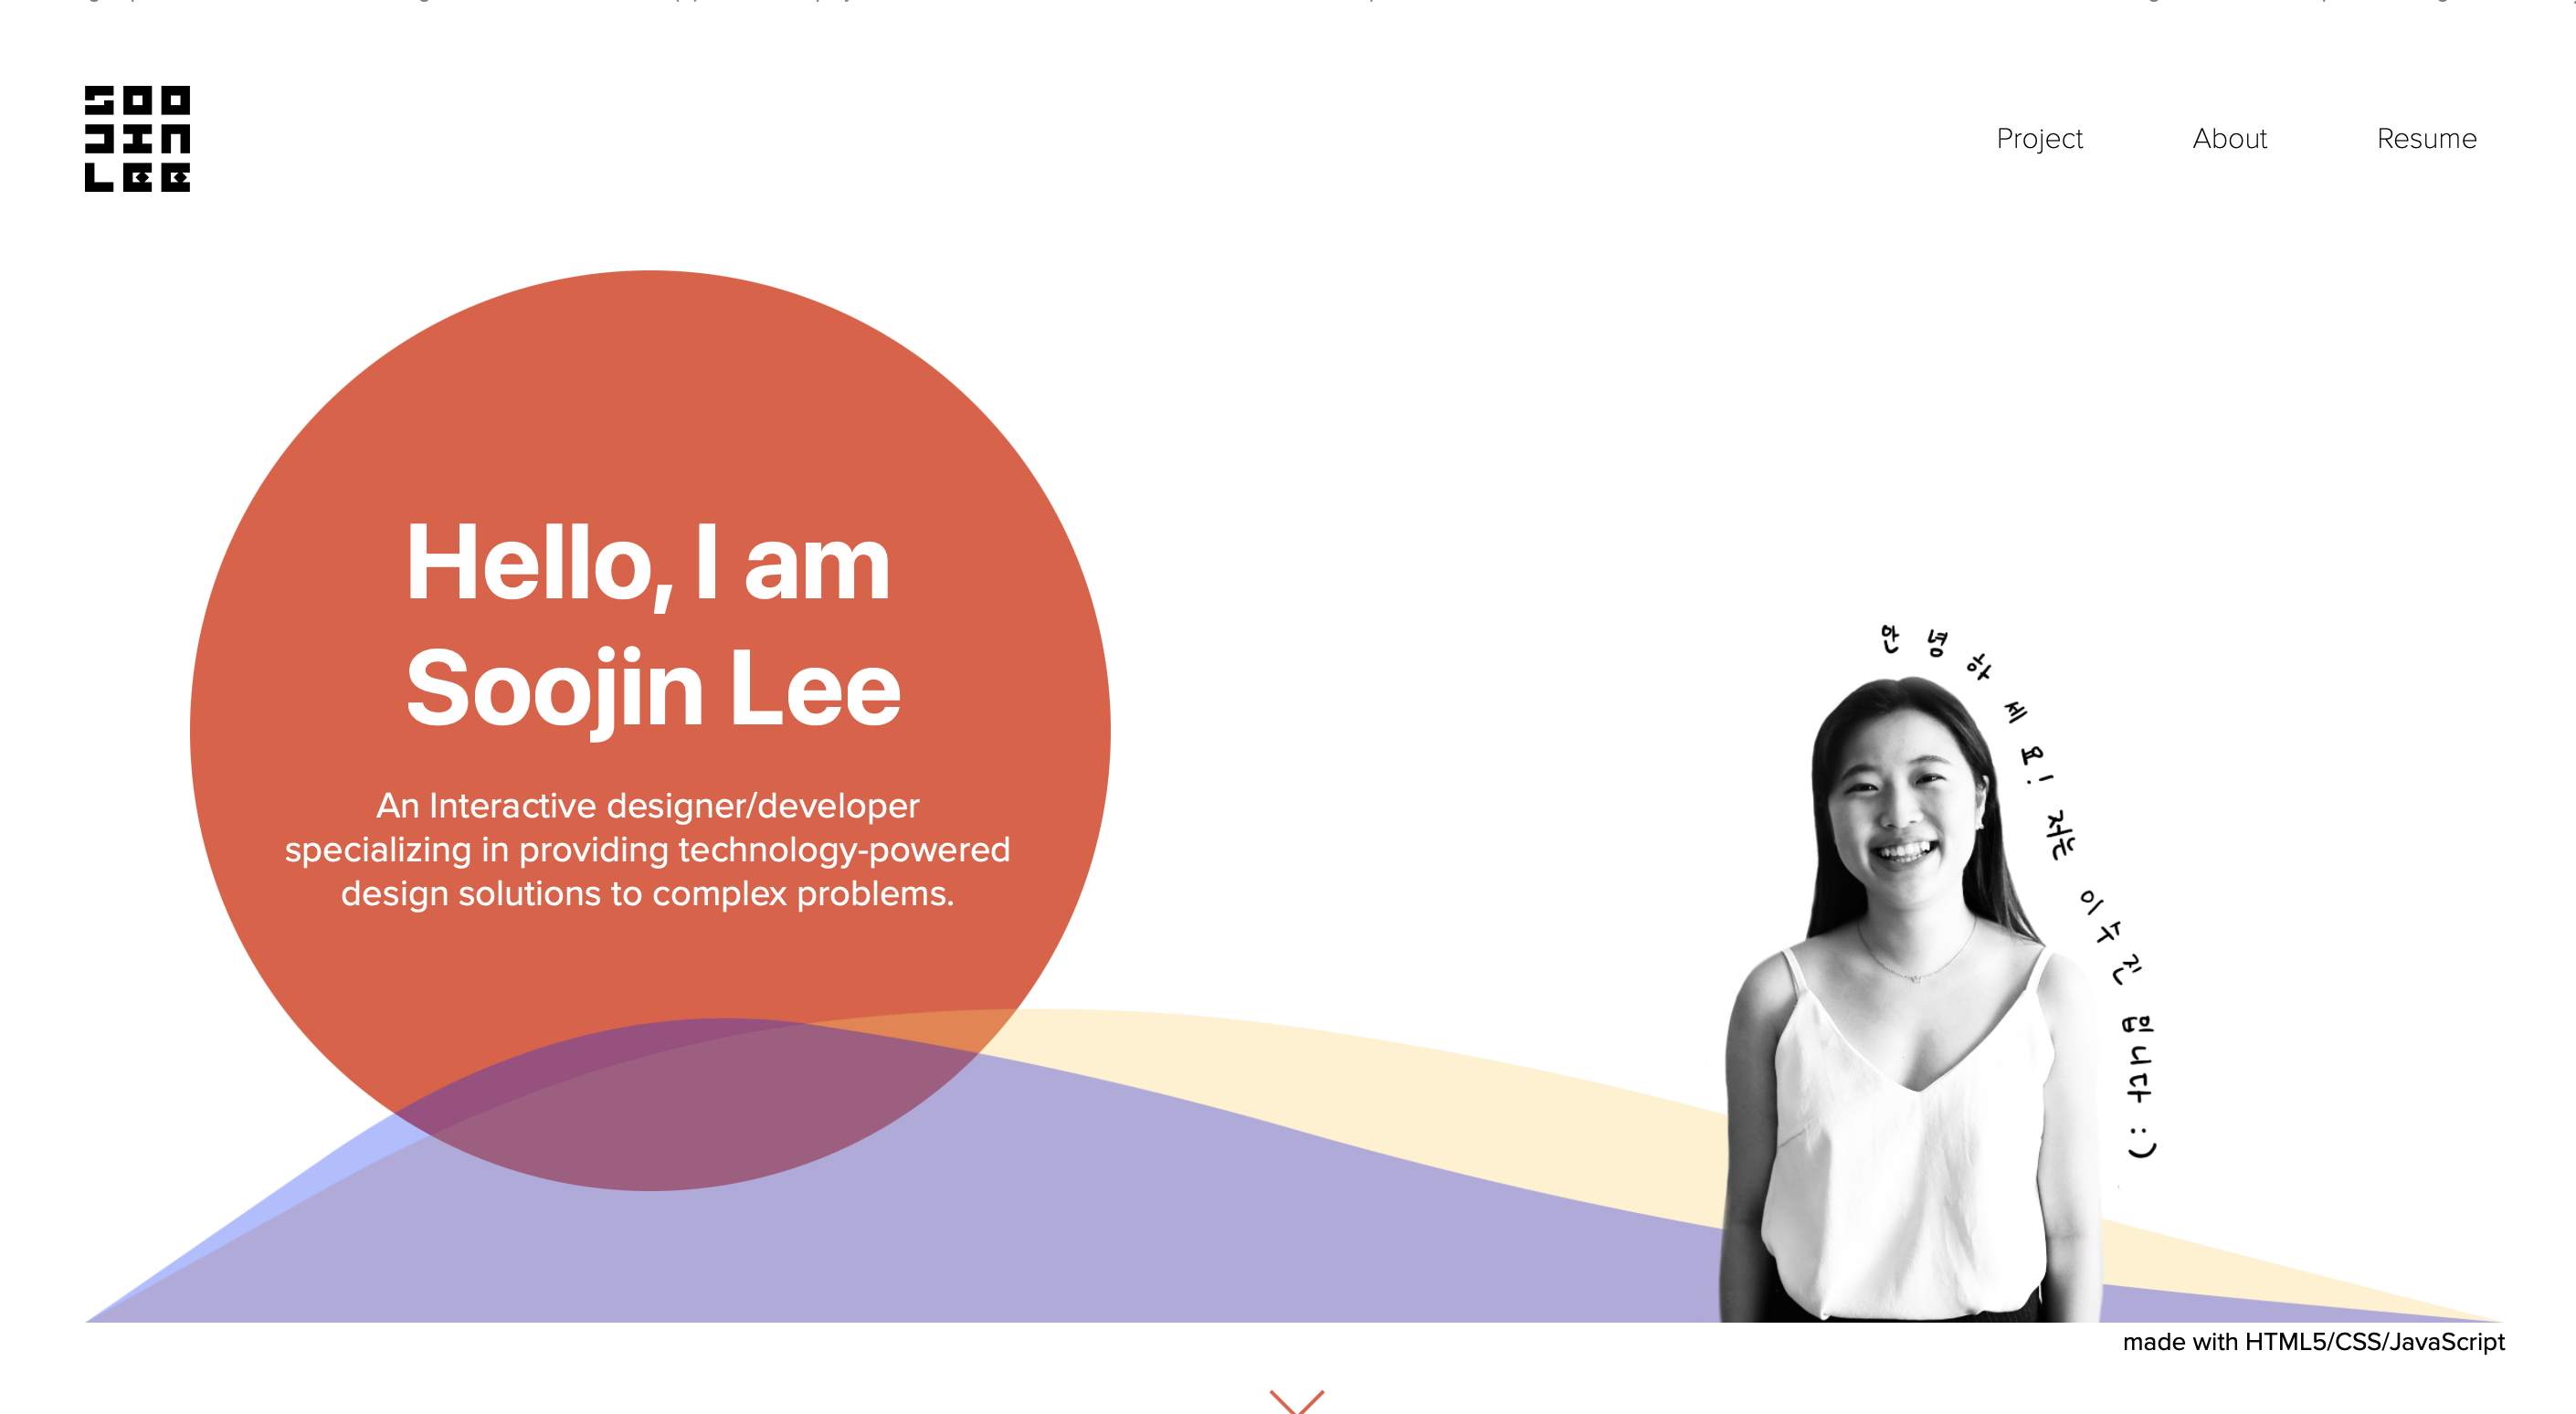 SOO
JIN
LEE
Project
About
Resume
Hello, I am
Soojin Lee
An Interactive designer/developer
specializing in providing technology-powered
design solutions to complex problems.
안녕하세요! 저는 이수진 입니다 :)
made with HTML5/CSS/JavaScript